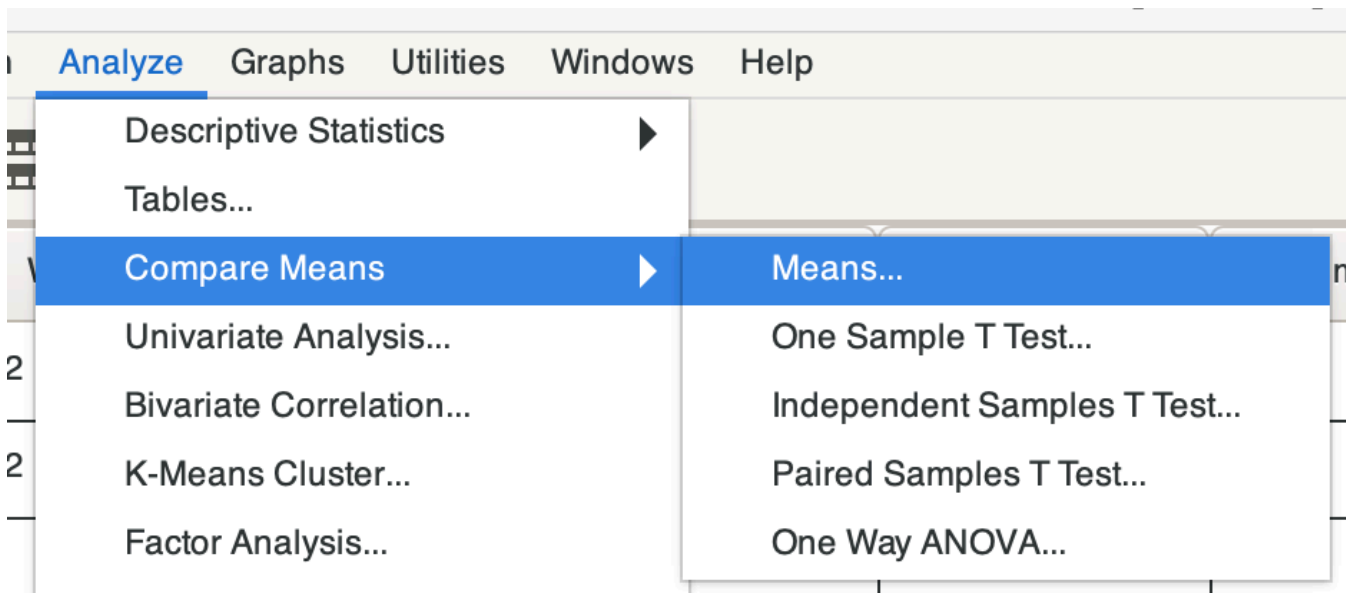 Analyze Graphs Utilities Windows Help
Descriptive Statistics
Tables...
Compare Means
Univariate Analysis...
Bivariate Correlation...
K-Means Cluster...
Factor Analysis...
Means...
One Sample T Test...
Independent Samples T Test...
Paired Samples T Test...
One Way ANOVA...
2
2